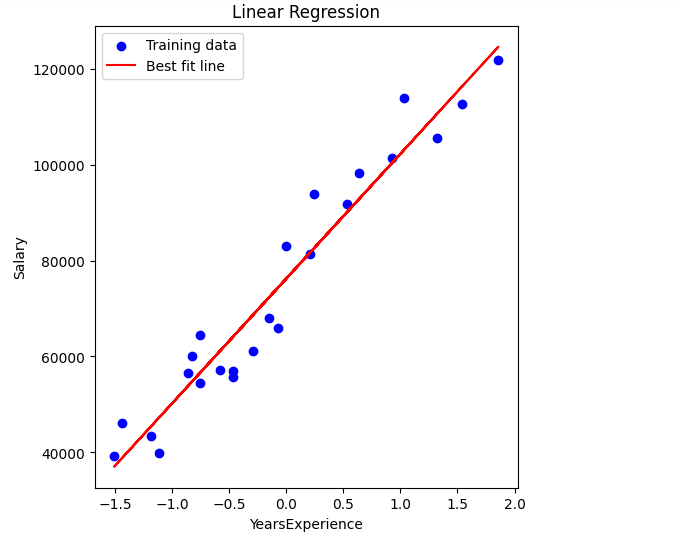 Linear Regression
Training data
Best fit line
120000
100000
80000
60000
40000
Salary
−1.5 −1.0 −0.5 0.0 0.5 1.0 1.5 2.0
YearsExperience